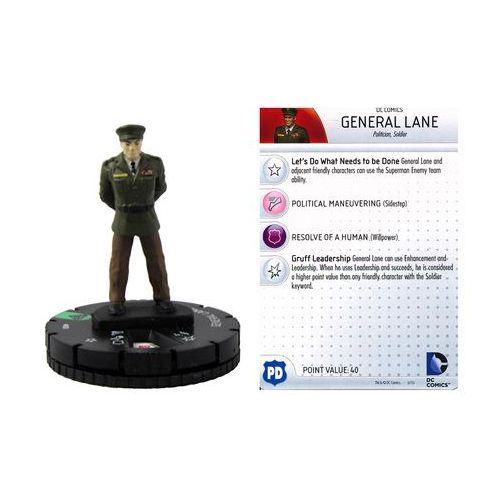 DC COMICS
GENERAL LANE
Politician, Soldier
Let's Do What Needs to be Done General Lane and
adjacent friendly characters can use the Superman Enemy team
ability.
POLITICAL MANEUVERING (Sidestep)
RESOLVE OF A HUMAN (Willpower)
Gruff Leadership General Lane can use Enhancement and
Leadership. When he uses Leadership and succeeds, he is considered
a higher point value than any friendly character with the Soldier
keyword.
PD
POINT VALUE: 40
DC
COMICS™